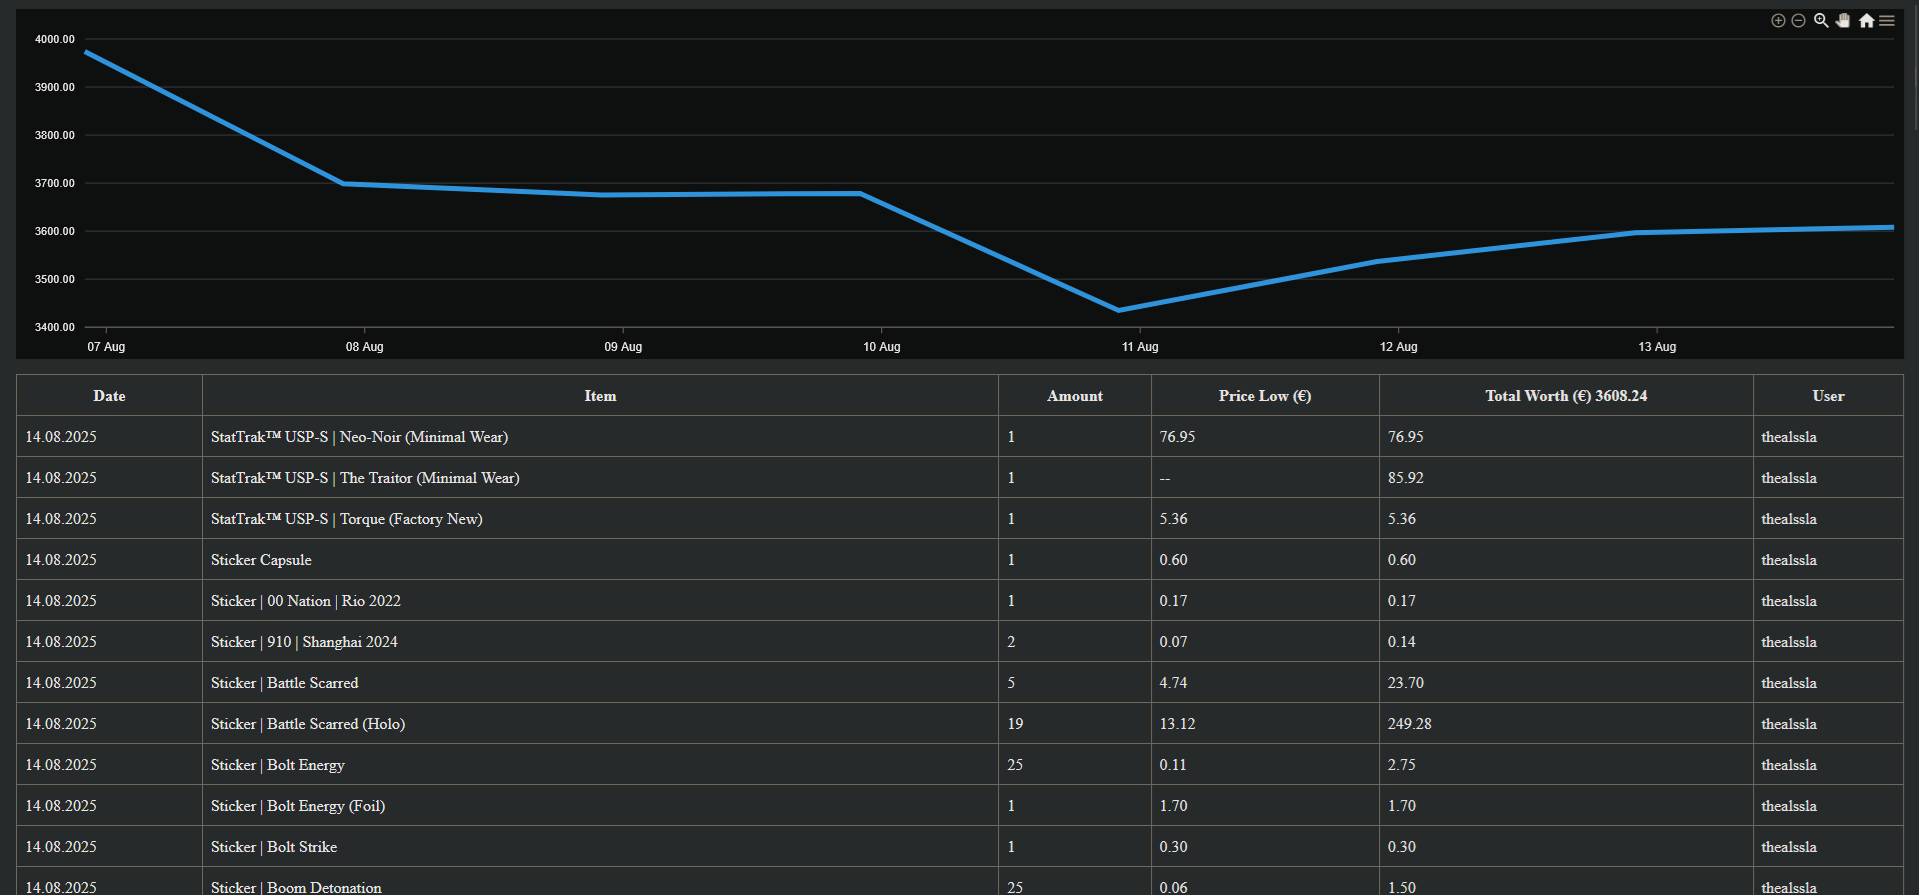 4000.00
3900.00
3800.00
3700.00
3600.00
3500.00
3400.00
07 Aug 08 Aug 09 Aug 10 Aug 11 Aug 12 Aug 13 Aug
Date Item Amount Price Low (€) Total Worth (€) 3608.24 User
14.08.2025 StatTrak™ USP-S | Neo-Noir (Minimal Wear) 1 76.95 76.95 thealssla
14.08.2025 StatTrak™ USP-S | The Traitor (Minimal Wear) 1 -- 85.92 thealssla
14.08.2025 StatTrak™ USP-S | Torque (Factory New) 1 5.36 5.36 thealssla
14.08.2025 Sticker Capsule 1 0.60 0.60 thealssla
14.08.2025 Sticker | 00 Nation | Rio 2022 1 0.17 0.17 thealssla
14.08.2025 Sticker | 910 | Shanghai 2024 2 0.07 0.14 thealssla
14.08.2025 Sticker | Battle Scarred 5 4.74 23.70 thealssla
14.08.2025 Sticker | Battle Scarred (Holo) 19 13.12 249.28 thealssla
14.08.2025 Sticker | Bolt Energy 25 0.11 2.75 thealssla
14.08.2025 Sticker | Bolt Energy (Foil) 1 1.70 1.70 thealssla
14.08.2025 Sticker | Bolt Strike 1 0.30 0.30 thealssla
14.08.2025 Sticker | Boom Detonation 25 0.06 1.50 thealssla